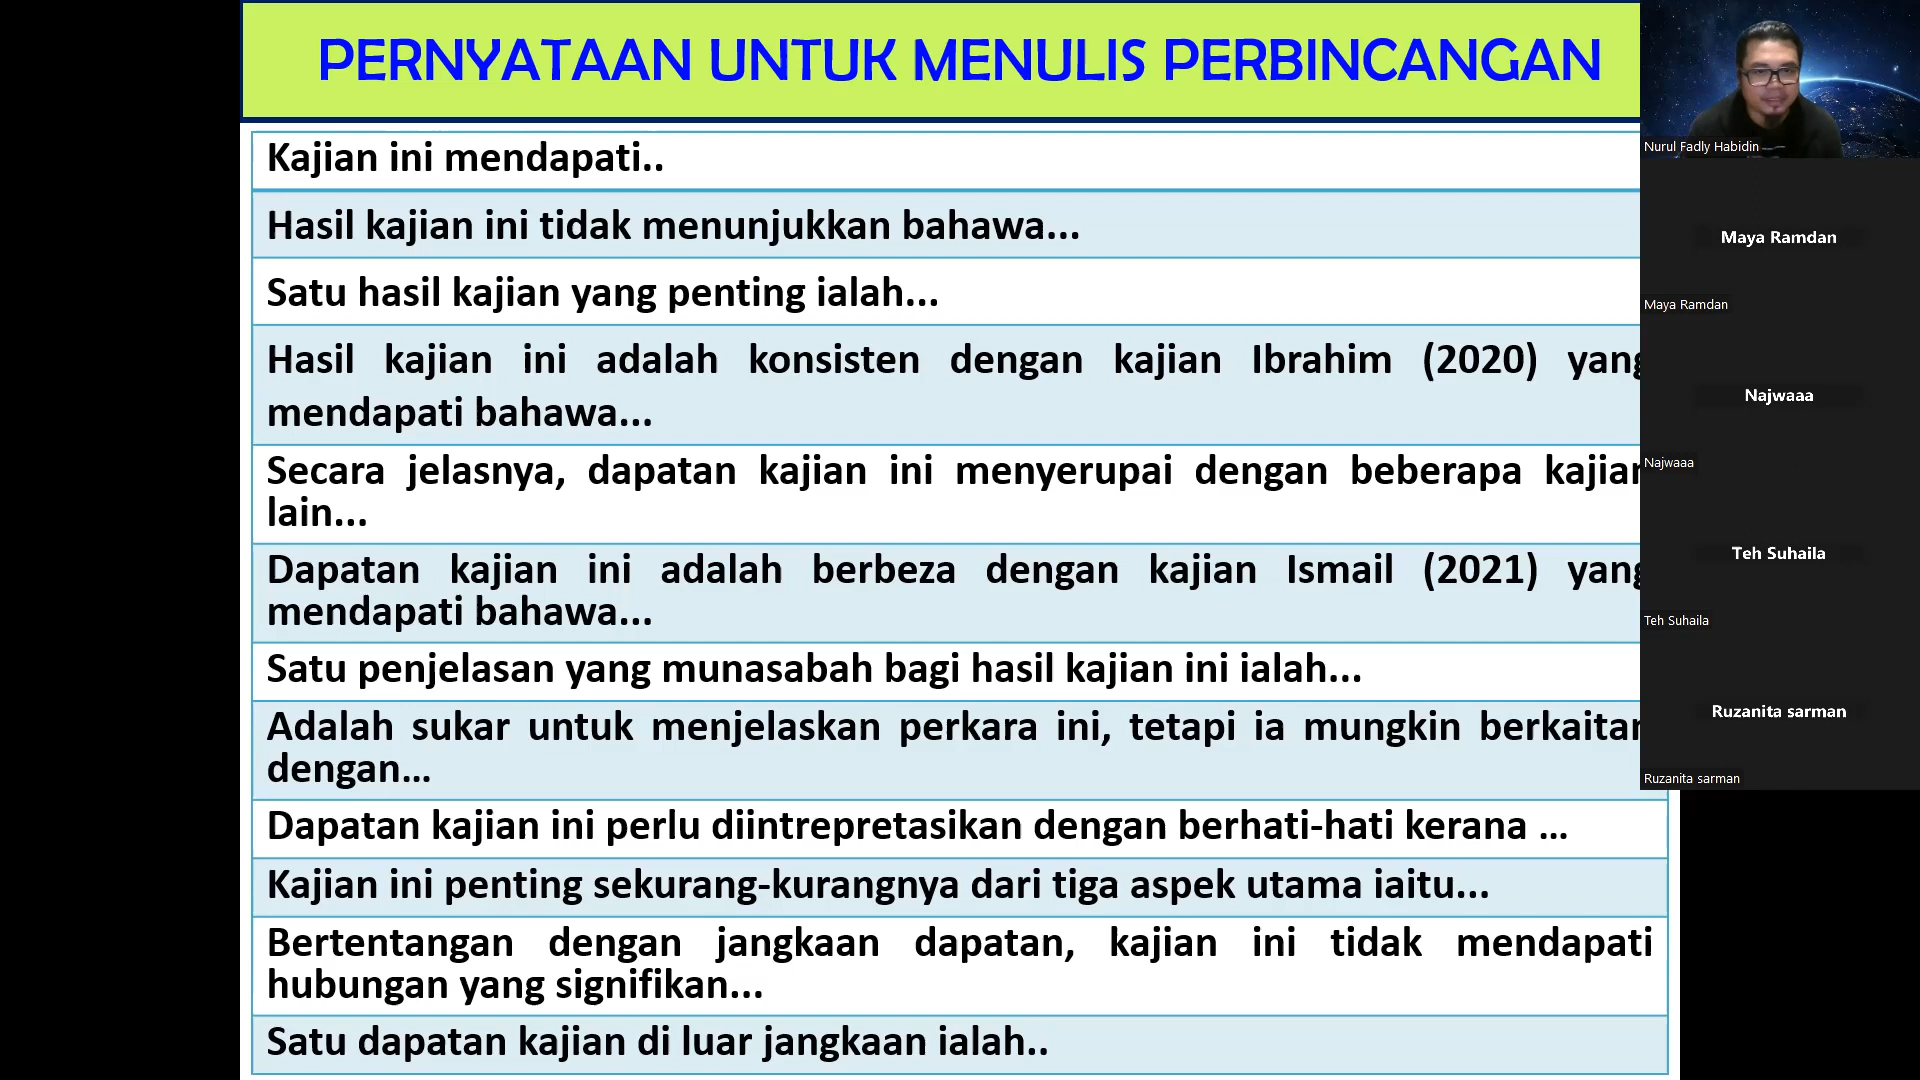 PERNYATAAN UNTUK MENULIS PERBINCANGAN
Kajian ini mendapati..
Hasil kajian ini tidak menunjukkan bahawa...
Satu hasil kajian yang penting ialah...
Hasil kajian ini adalah konsisten dengan kajian Ibrahim (2020) yang
mendapati bahawa...
Secara jelasnya, dapatan kajian ini menyerupai dengan beberapa kajian
lain...
Dapatan kajian ini adalah berbeza dengan kajian Ismail (2021) yang
mendapati bahawa...
Satu penjelasan yang munasabah bagi hasil kajian ini ialah...
Adalah sukar untuk menjelaskan perkara ini, tetapi ia mungkin berkaitan
dengan...
Dapatan kajian ini perlu diintrepretasikan dengan berhati-hati kerana ...
Kajian ini penting sekurang-kurangnya dari tiga aspek utama iaitu...
Bertentangan dengan jangkaan dapatan, kajian ini tidak mendapati
hubungan yang signifikan...
Satu dapatan kajian di luar jangkaan ialah..
Nurul Fadly Habidin
Maya Ramdan
Maya Ramdan
Najwaaa
Najwaaa
Teh Suhaila
Teh Suhaila
Ruzanita sarman
Ruzanita sarman